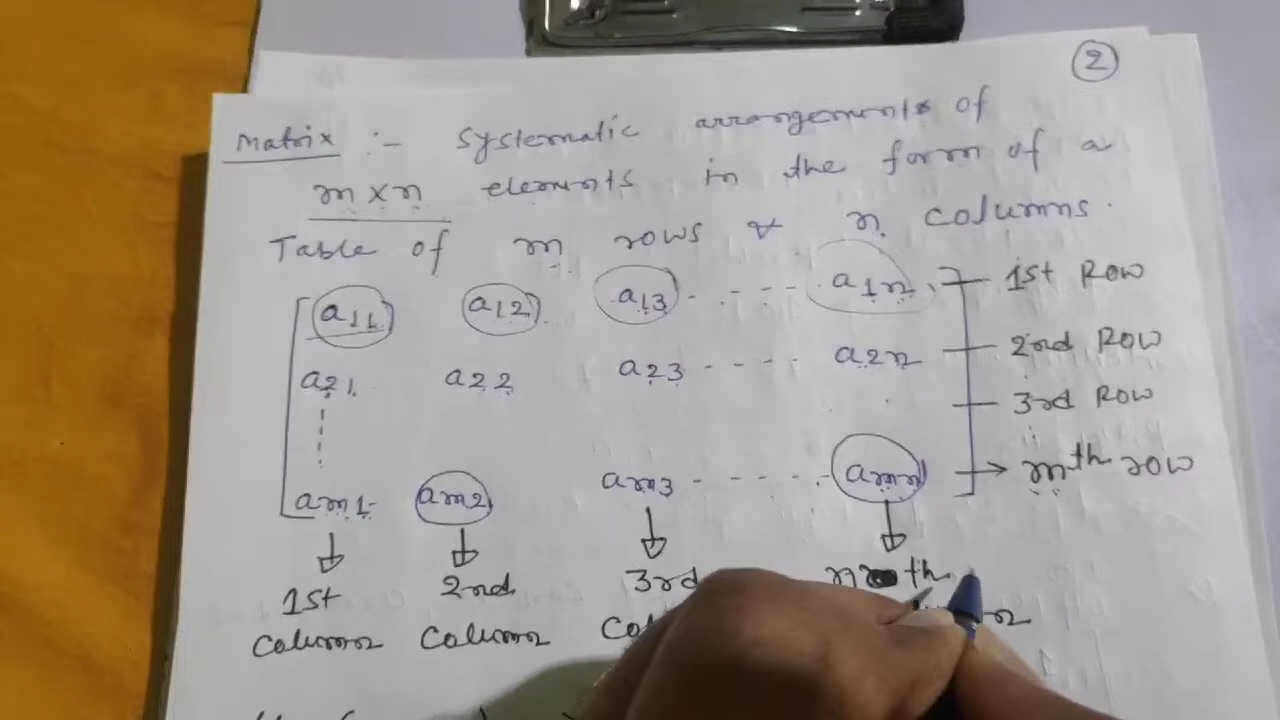 2
Matrix :- Systematic arrangements of
m x n elements in the form of a
Table of m rows & n columns.
a11 a12 a13 - - - - - a1n - 1st Row
a21 a22 a23 - - - - a2n - 2nd Row
- 3rd Row
am1 am2 am3 - - - - - amn → mth row
1st 2nd 3rd nth
column column